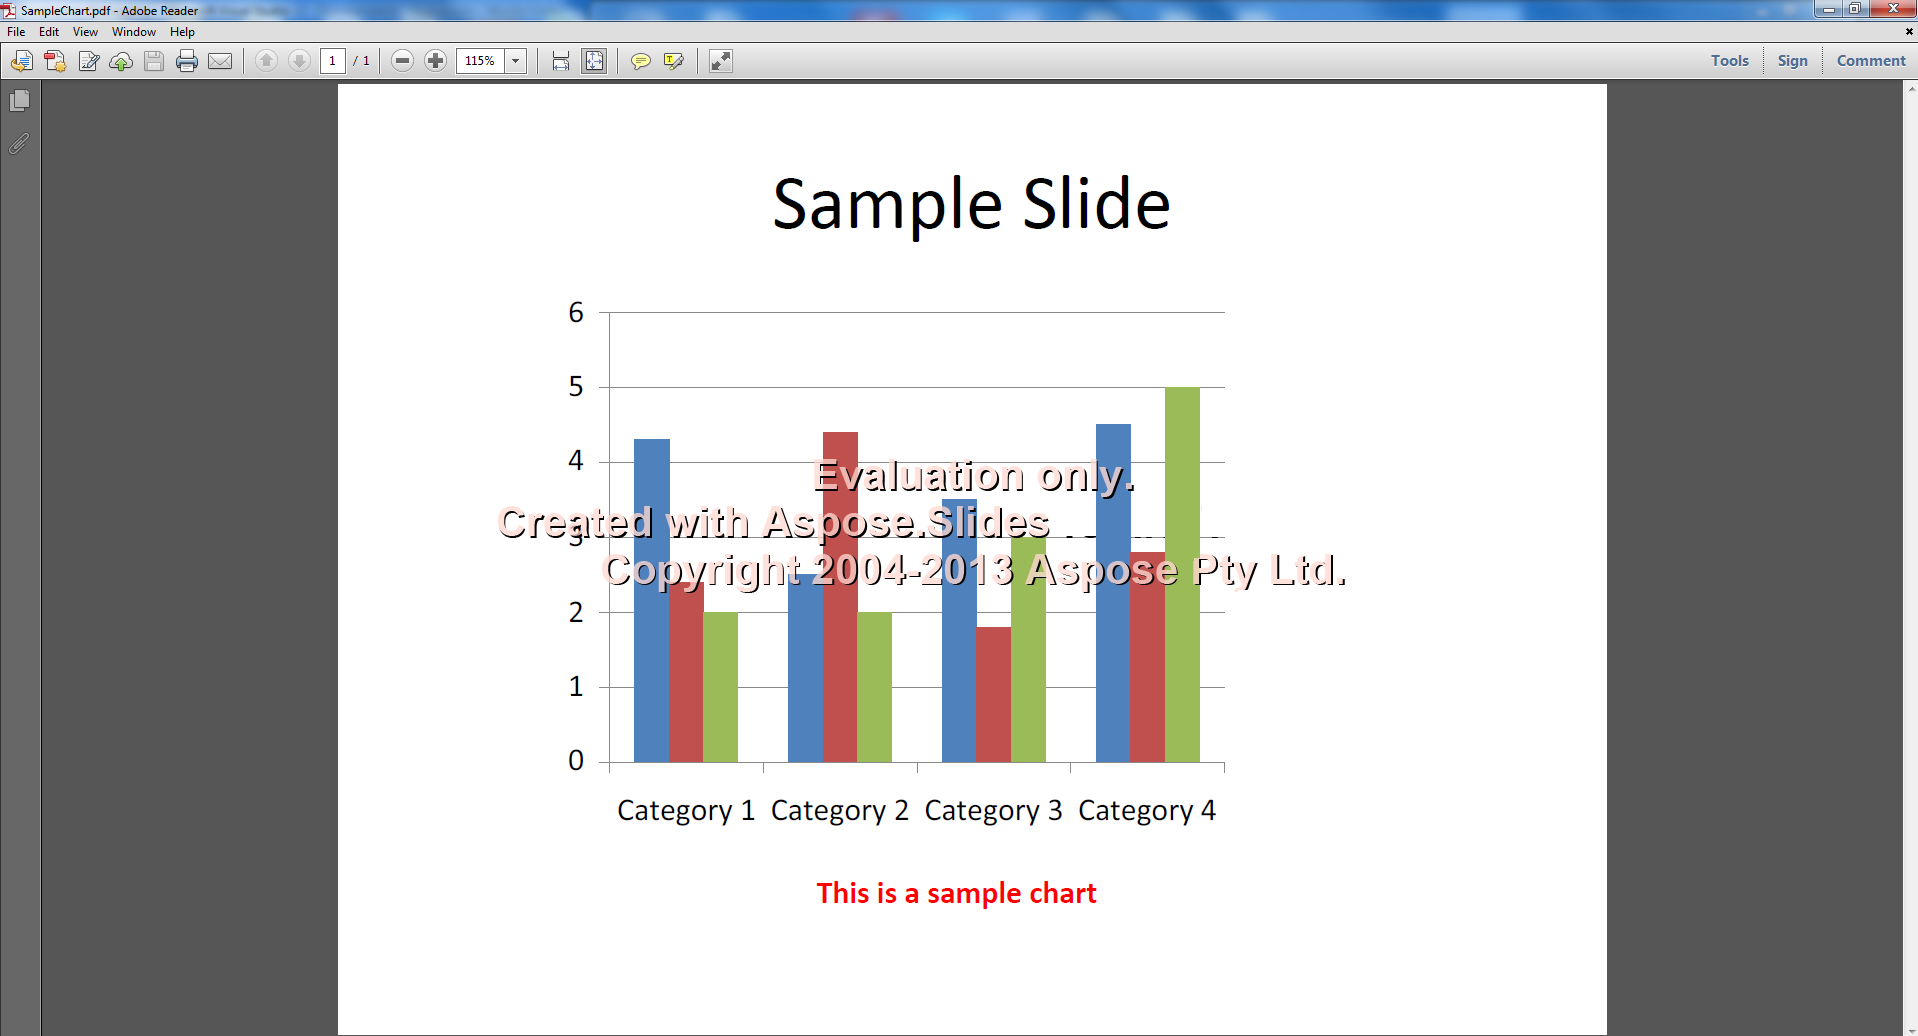 SampleChart.pdf - Adobe Reader
File Edit View Window Help
1 / 1 115% Tools Sign Comment
Sample Slide
6
5
4
Evaluation only.
Created with Aspose.Slides
3
Copyright 2004-2013 Aspose Pty Ltd.
2
1
0
Category 1 Category 2 Category 3 Category 4
This is a sample chart